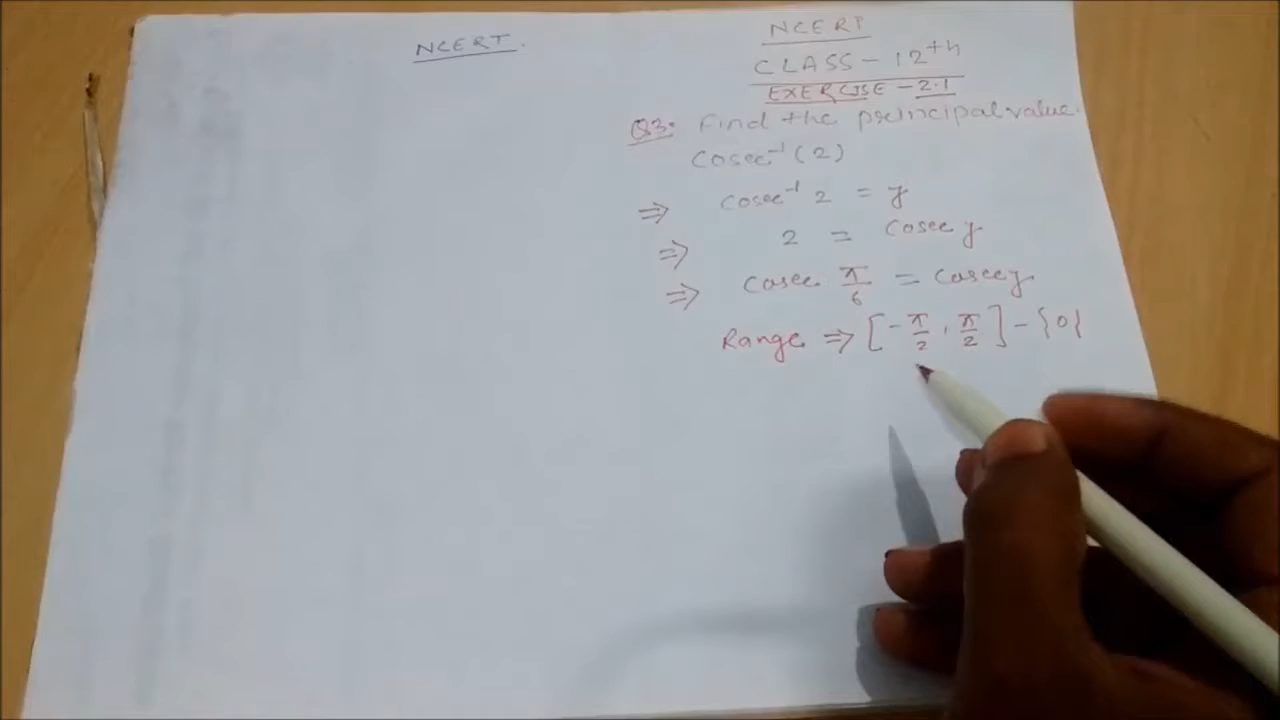 NCERT.
NCERT
CLASS - 12th
EXERCISE - 2.1
Q3. Find the principal value.
Cosec⁻¹(2)
⇒ Cosec⁻¹ 2 = y
⇒ 2 = Cosec y
⇒ Cosec π/6 = Cosec y
Range ⇒ [-π/2, π/2] - {0}